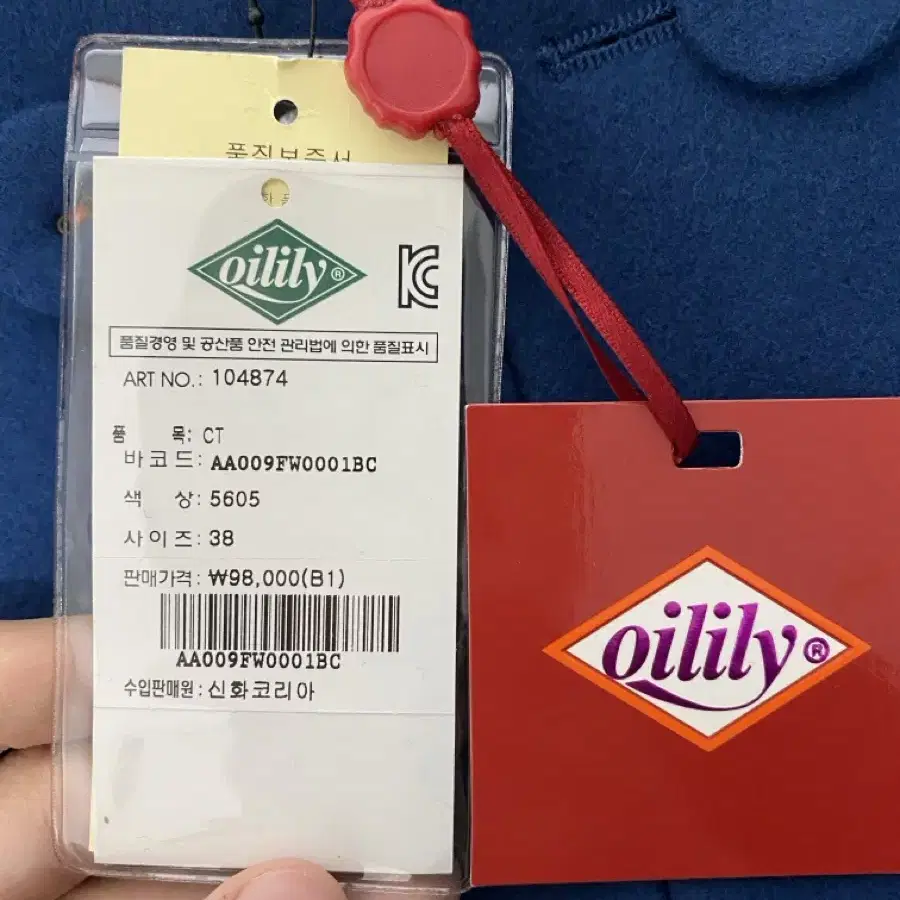 품질보증서
oilily®
품질경영 및 공산품 안전 관리법에 의한 품질표시
ART NO.: 104874
품 목: CT
바 코 드: AA009FW0001BC
색 상: 5605
사 이 즈: 38
판매가격: ₩98,000(B1)
AA009FW0001BC
수입판매원: 신화코리아
oilily®